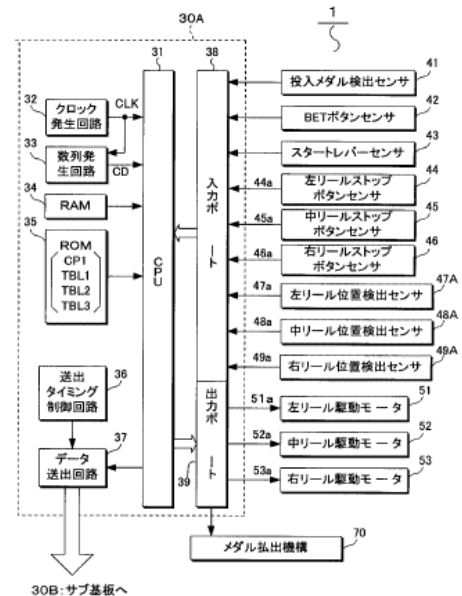 1
30A
31
38
32
クロック
発生回路
CLK
33
数列発
生回路
CD
34
RAM
35
ROM
CP1
TBL1
TBL2
TBL3
CPU
入力ポート
出力ポート
39
送出
タイミング
制御回路
36
データ
送出回路
37
30B:サブ基板へ
投入メダル検出センサ
41
BETボタンセンサ
42
スタートレバーセンサ
43
44a
左リールストップ
ボタンセンサ
44
45a
中リールストップ
ボタンセンサ
45
46a
右リールストップ
ボタンセンサ
46
47a
左リール位置検出センサ
47A
48a
中リール位置検出センサ
48A
49a
右リール位置検出センサ
49A
51a
左リール駆動モータ
51
52a
中リール駆動モータ
52
53a
右リール駆動モータ
53
メダル払出機構
70